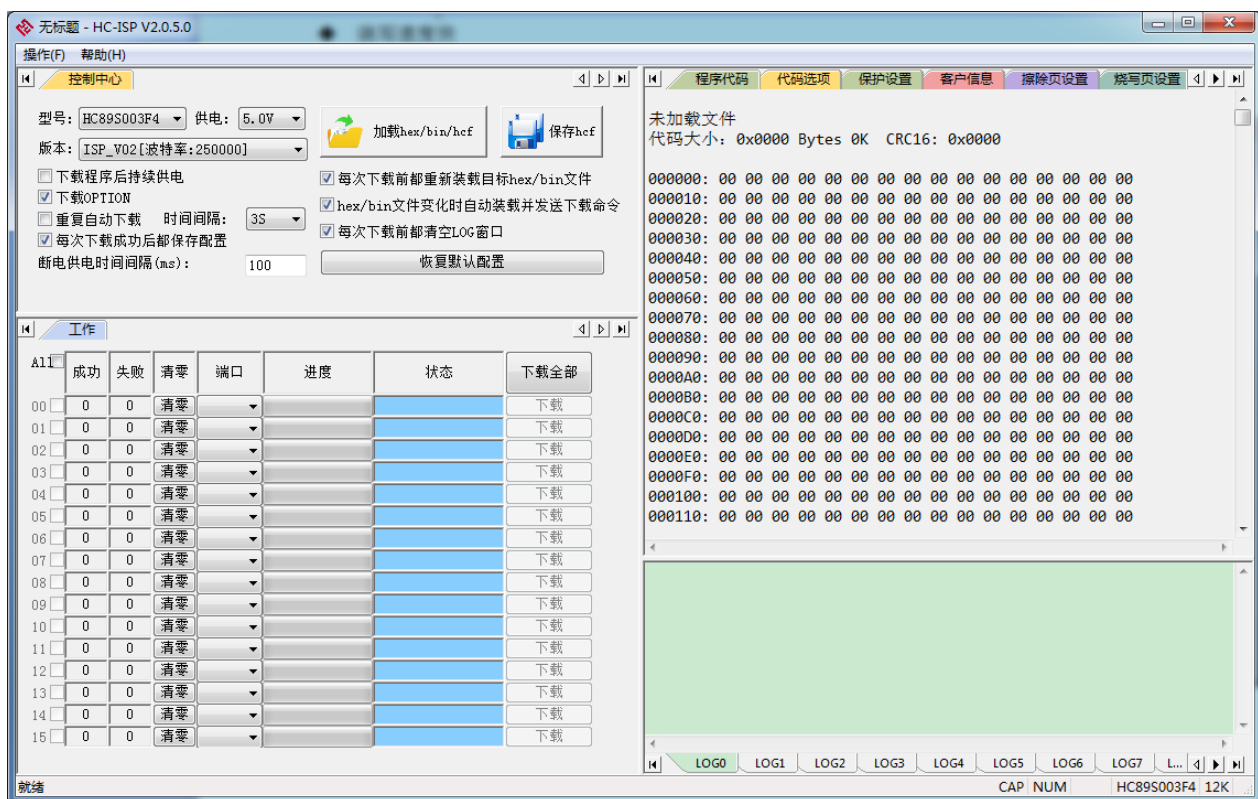 无标题 - HC-ISP V2.0.5.0
操作(F) 帮助(H)
控制中心
型号: HC89S003F4 供电: 5.0V
版本: ISP_V02[波特率:250000]
加载hex/bin/hcf
保存hcf
下载程序后持续供电
下载OPTION
重复自动下载 时间间隔: 3S
每次下载成功后都保存配置
断电供电时间间隔(ms): 100
每次下载前都重新装载目标hex/bin文件
hex/bin文件变化时自动装载并发送下载命令
每次下载前都清空LOG窗口
恢复默认配置
工作
All 成功 失败 清零 端口 进度 状态 下载全部
00 0 0 清零 下载
01 0 0 清零 下载
02 0 0 清零 下载
03 0 0 清零 下载
04 0 0 清零 下载
05 0 0 清零 下载
06 0 0 清零 下载
07 0 0 清零 下载
08 0 0 清零 下载
09 0 0 清零 下载
10 0 0 清零 下载
11 0 0 清零 下载
12 0 0 清零 下载
13 0 0 清零 下载
14 0 0 清零 下载
15 0 0 清零 下载
程序代码 代码选项 保护设置 客户信息 擦除页设置 烧写页设置
未加载文件
代码大小: 0x0000 Bytes 0K CRC16: 0x0000
000000: 00 00 00 00 00 00 00 00 00 00 00 00 00 00 00 00
000010: 00 00 00 00 00 00 00 00 00 00 00 00 00 00 00 00
000020: 00 00 00 00 00 00 00 00 00 00 00 00 00 00 00 00
000030: 00 00 00 00 00 00 00 00 00 00 00 00 00 00 00 00
000040: 00 00 00 00 00 00 00 00 00 00 00 00 00 00 00 00
000050: 00 00 00 00 00 00 00 00 00 00 00 00 00 00 00 00
000060: 00 00 00 00 00 00 00 00 00 00 00 00 00 00 00 00
000070: 00 00 00 00 00 00 00 00 00 00 00 00 00 00 00 00
000080: 00 00 00 00 00 00 00 00 00 00 00 00 00 00 00 00
000090: 00 00 00 00 00 00 00 00 00 00 00 00 00 00 00 00
0000A0: 00 00 00 00 00 00 00 00 00 00 00 00 00 00 00 00
0000B0: 00 00 00 00 00 00 00 00 00 00 00 00 00 00 00 00
0000C0: 00 00 00 00 00 00 00 00 00 00 00 00 00 00 00 00
0000D0: 00 00 00 00 00 00 00 00 00 00 00 00 00 00 00 00
0000E0: 00 00 00 00 00 00 00 00 00 00 00 00 00 00 00 00
0000F0: 00 00 00 00 00 00 00 00 00 00 00 00 00 00 00 00
000100: 00 00 00 00 00 00 00 00 00 00 00 00 00 00 00 00
000110: 00 00 00 00 00 00 00 00 00 00 00 00 00 00 00 00
LOG0 LOG1 LOG2 LOG3 LOG4 LOG5 LOG6 LOG7 L...
就绪
CAP NUM HC89S003F4 12K